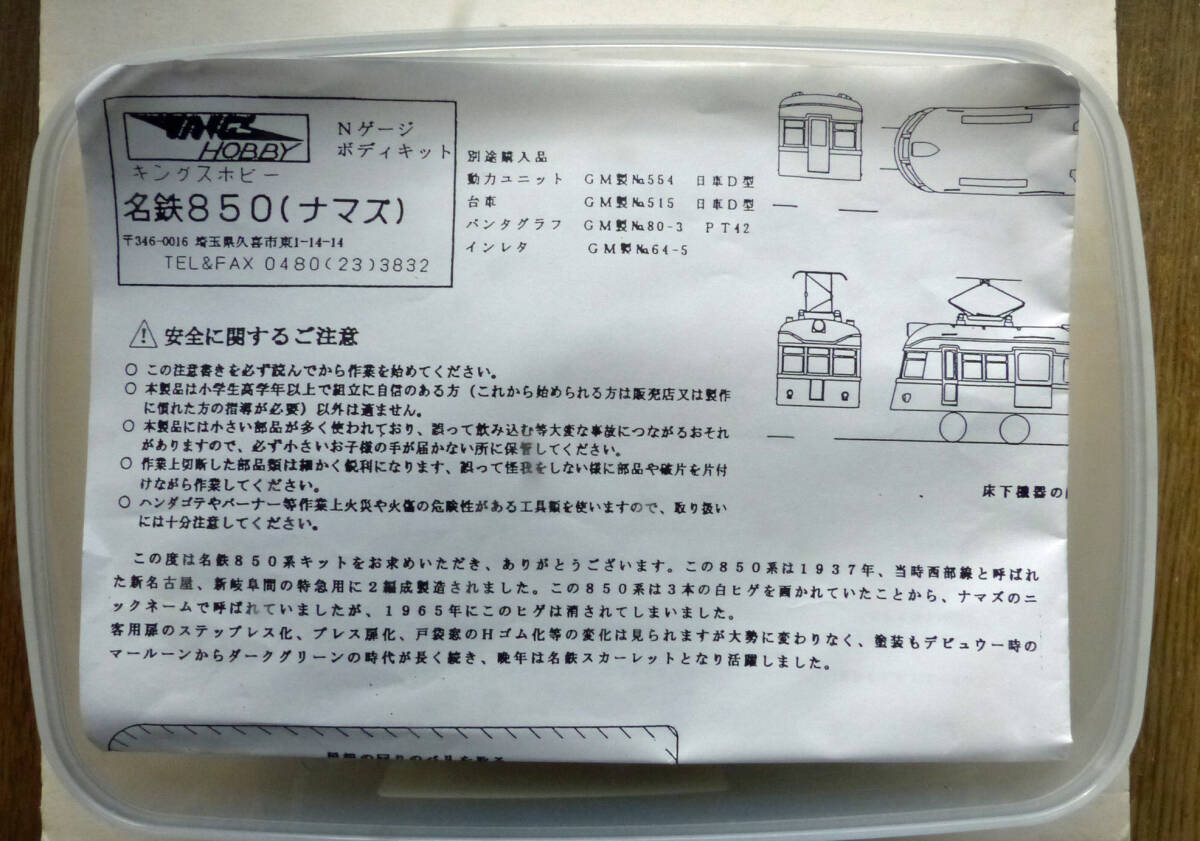 KINGS
HOBBY
Nゲージ
ボディキット
キングスホビー
名鉄850(ナマズ)
〒346-0016 埼玉県久喜市東1-14-14
TEL&FAX 0480(23)3832
別途購入品
動力ユニット GM製№554 日車D型
台車 GM製№515 日車D型
パンタグラフ GM製№80-3 PT42
インレタ GM製№64-5
安全に関するご注意
○ この注意書きを必ず読んでから作業を始めてください。
○ 本製品は小学生高学年以上で組立に自信のある方(これから始められる方は販売店又は製作
に慣れた方の指導が必要)以外は適ません。
○ 本製品には小さい部品が多く使われており、誤って飲み込む等大変な事故につながるおそれ
がありますので、必ず小さいお子様の手が届かない所に保管してください。
○ 作業上切断した部品類は細かく鋭利になります、誤って怪我をしない様に部品や破片を片付
けながら作業してください。
○ ハンダゴテやバーナー等作業上火災や火傷の危険性がある工具類を使いますので、取り扱い
には十分注意してください。
床下機器の
この度は名鉄850系キットをお求めいただき、ありがとうございます。この850系は1937年、当時西部線と呼ばれ
た新名古屋、新岐阜間の特急用に2編成製造されました。この850系は3本の白ヒゲを画かれていたことから、ナマズのニ
ックネームで呼ばれていましたが、1965年にこのヒゲは消されてしまいました。
客用扉のステップレス化、プレス扉化、戸袋窓のHゴム化等の変化は見られますが大勢に変わりなく、塗装もデビュウー時の
マールーンからダークグリーンの時代が長く続き、晩年は名鉄スカーレットとなり活躍しました。